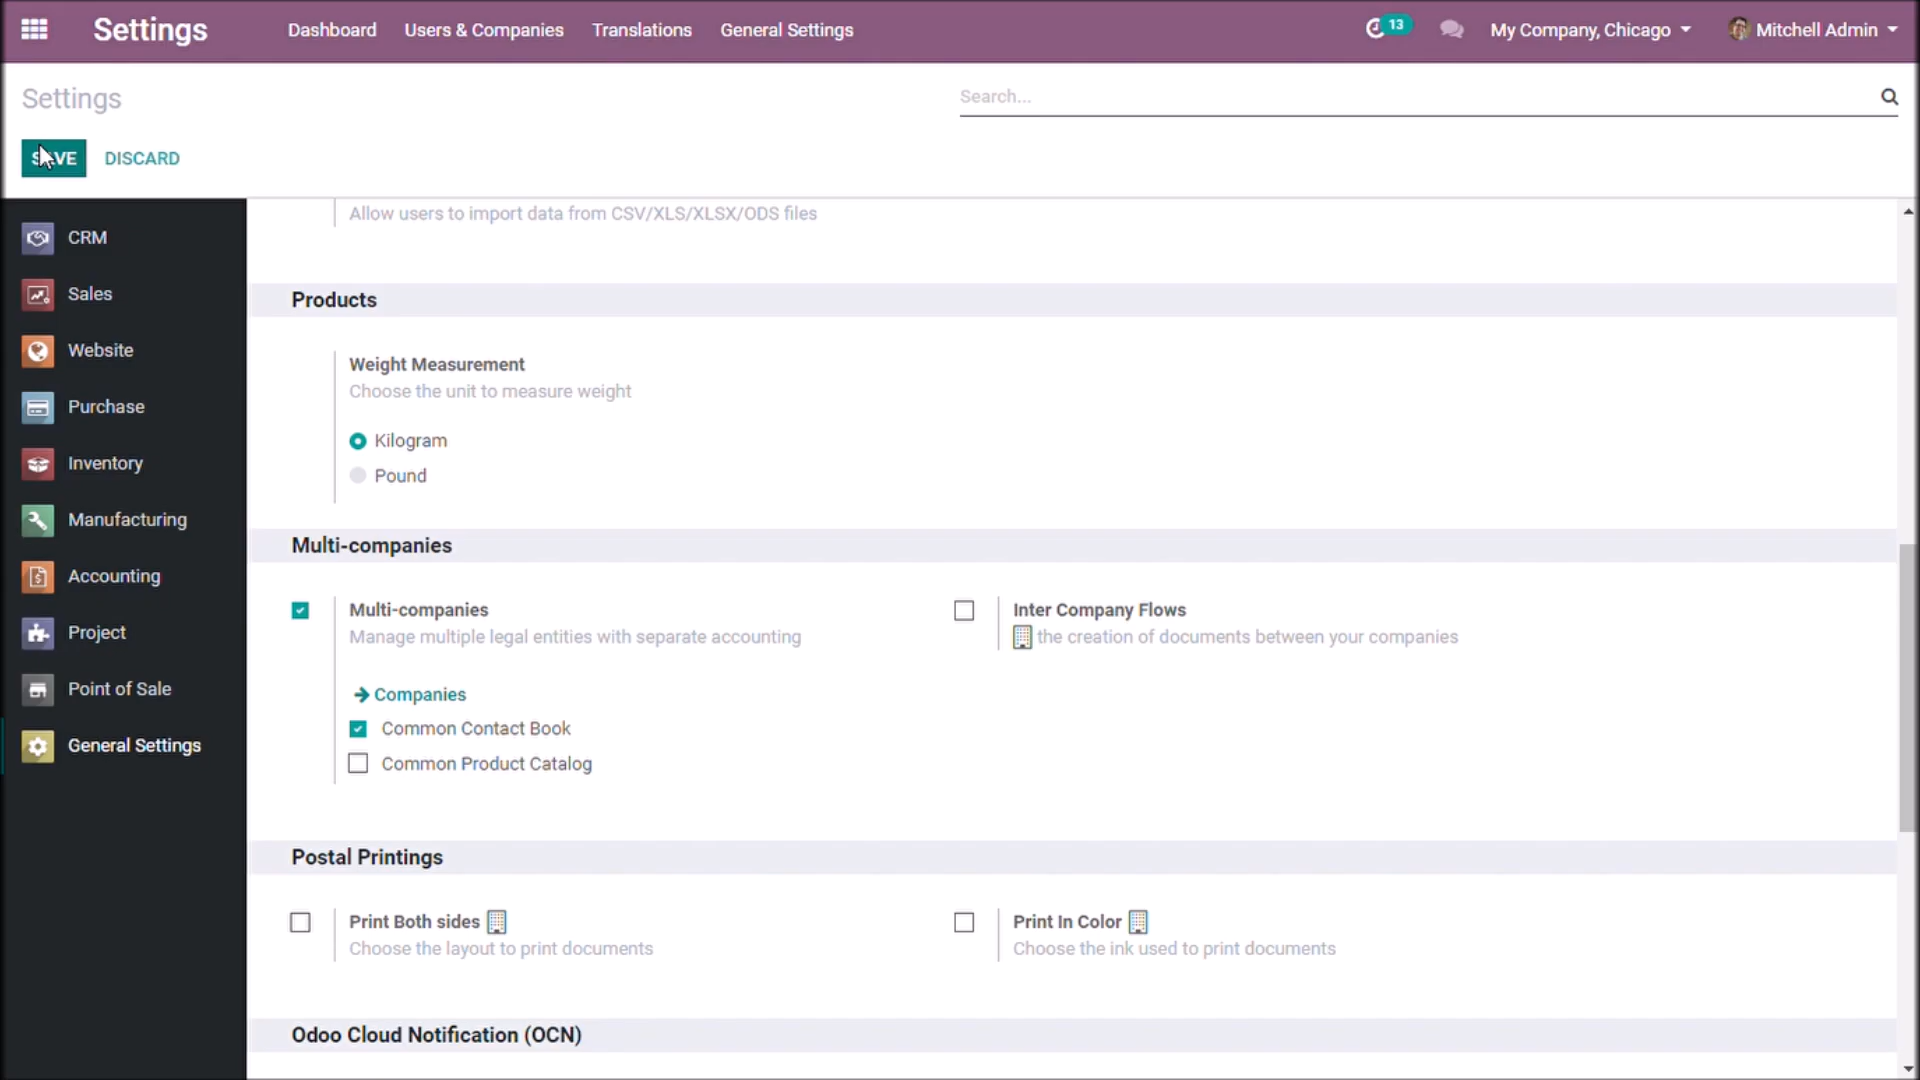 Settings
Dashboard
Users & Companies
Translations
General Settings
13
My Company, Chicago
Mitchell Admin
Settings
Search...
SAVE
DISCARD
CRM
Sales
Website
Purchase
Inventory
Manufacturing
Accounting
Project
Point of Sale
General Settings
Allow users to import data from CSV/XLS/XLSX/ODS files
Products
Weight Measurement
Choose the unit to measure weight
Kilogram
Pound
Multi-companies
Multi-companies
Manage multiple legal entities with separate accounting
Companies
Common Contact Book
Common Product Catalog
Inter Company Flows
the creation of documents between your companies
Postal Printings
Print Both sides
Choose the layout to print documents
Print In Color
Choose the ink used to print documents
Odoo Cloud Notification (OCN)